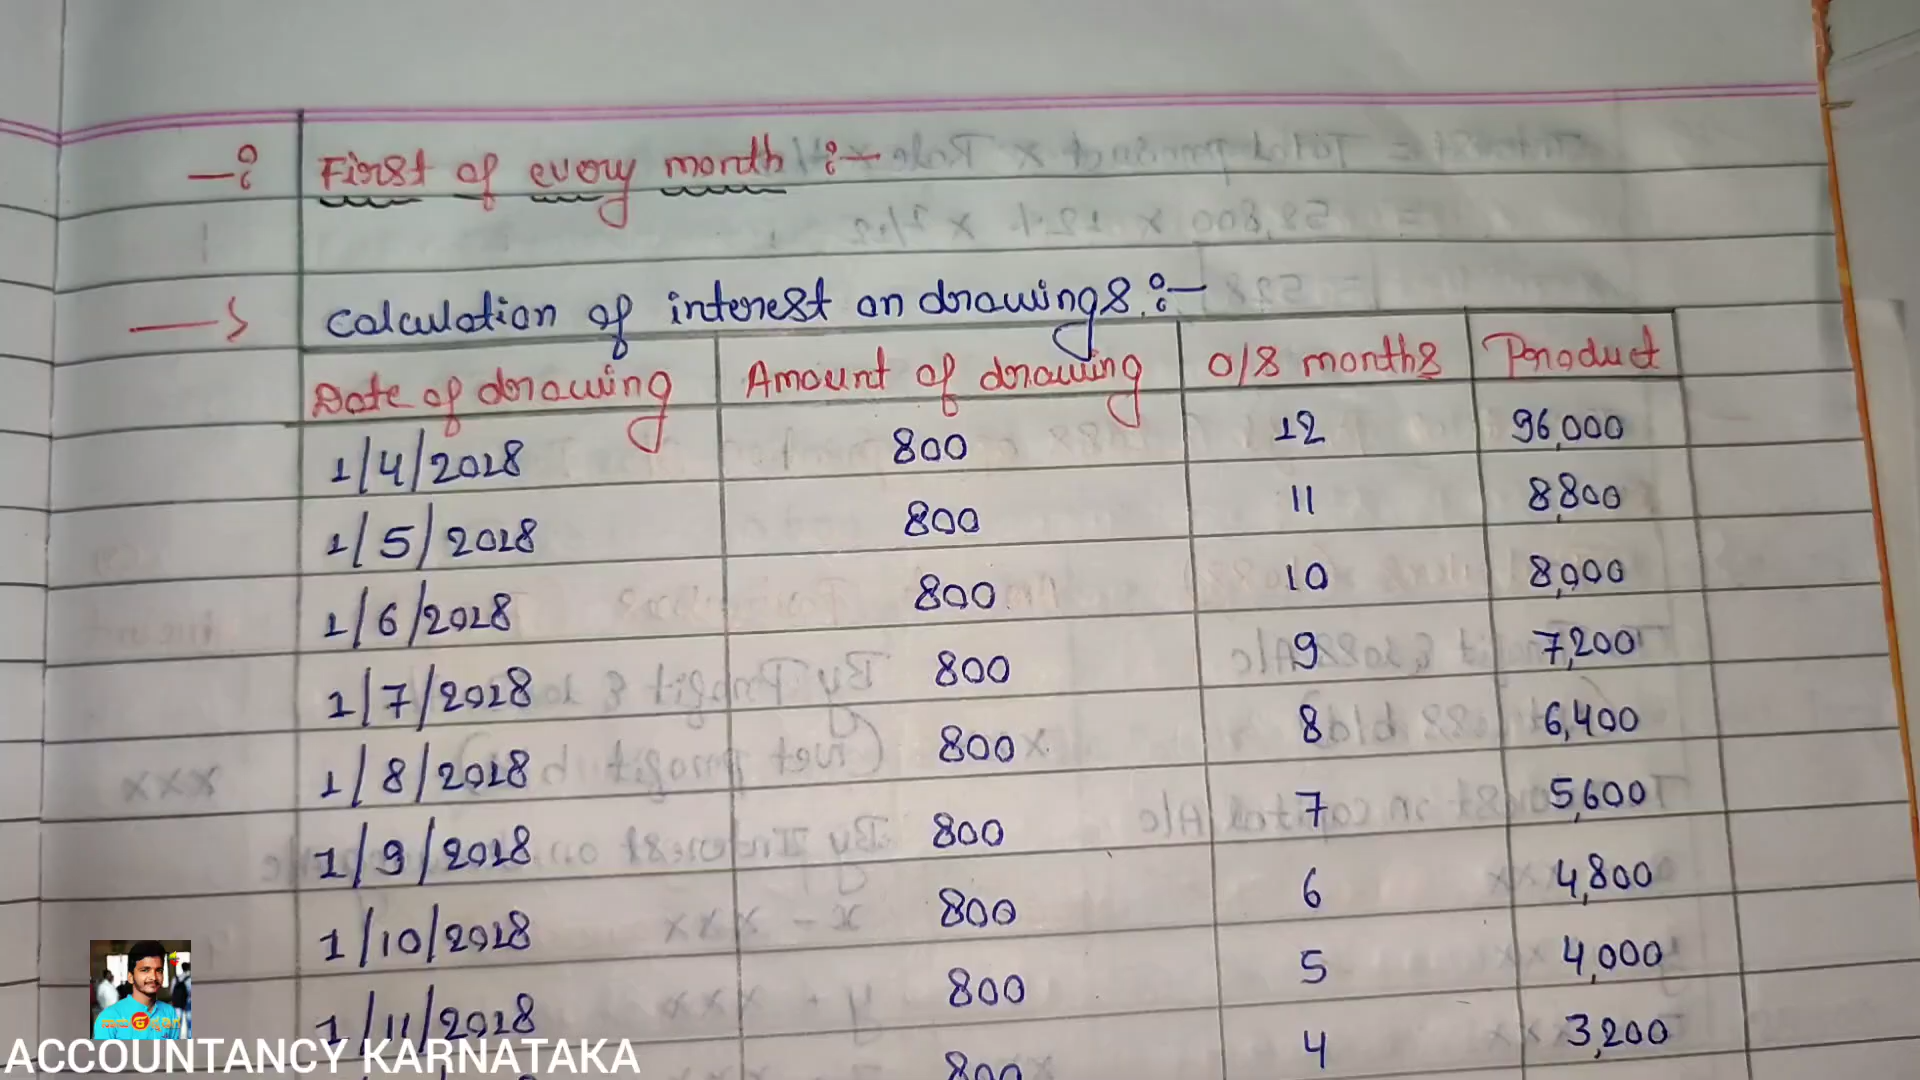 First of every month :-
Calculation of interest on drawings :-
Date of drawing Amount of drawing O/S months Product
1/4/2018 800 12 96,000
1/5/2018 800 11 8,800
1/6/2018 800 10 8,000
1/7/2018 800 9 7,200
1/8/2018 800 8 6,400
1/9/2018 800 7 5,600
1/10/2018 800 6 4,800
1/11/2018 800 5 4,000
800 4 3,200
ACCOUNTANCY KARNATAKA